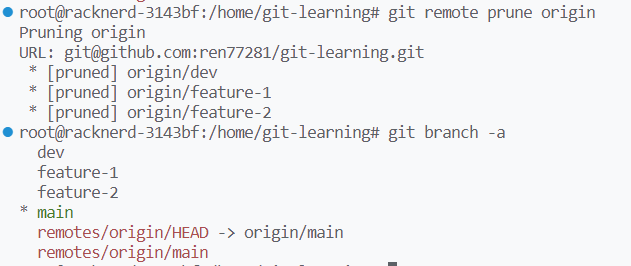 root@racknerd-3143bf:/home/git-learning# git remote prune origin
Pruning origin
URL: git@github.com:ren77281/git-learning.git
 * [pruned] origin/dev
 * [pruned] origin/feature-1
 * [pruned] origin/feature-2
root@racknerd-3143bf:/home/git-learning# git branch -a
  dev
  feature-1
  feature-2
* main
  remotes/origin/HEAD -> origin/main
  remotes/origin/main